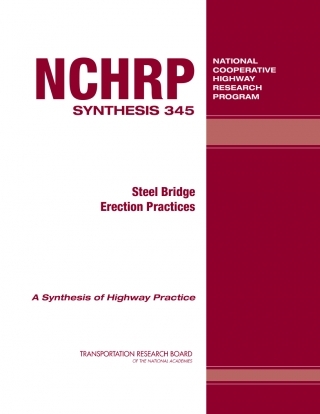 NCHRP
SYNTHESIS 345
NATIONAL
COOPERATIVE
HIGHWAY
RESEARCH
PROGRAM
Steel Bridge
Erection Practices
A Synthesis of Highway Practice
TRANSPORTATION RESEARCH BOARD
OF THE NATIONAL ACADEMIES